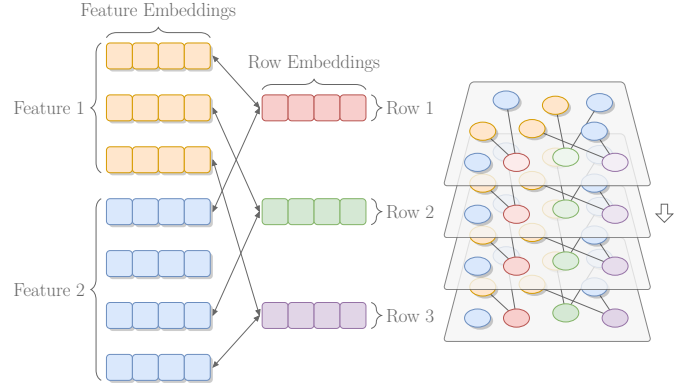 Feature Embeddings
Row Embeddings
Feature 1
Row 1
Row 2
Feature 2
Row 3